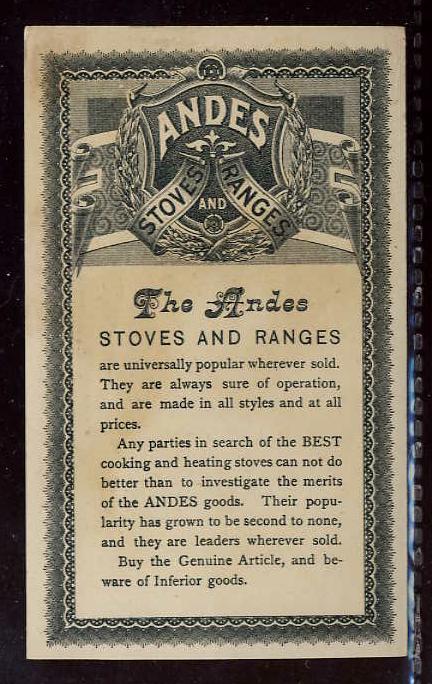 ANDES
STOVES AND RANGES
The Andes
STOVES AND RANGES
are universally popular wherever sold.
They are always sure of operation,
and are made in all styles and at all
prices.
Any parties in search of the BEST
cooking and heating stoves can not do
better than to investigate the merits
of the ANDES goods. Their popu-
larity has grown to be second to none,
and they are leaders wherever sold.
Buy the Genuine Article, and be-
ware of Inferior goods.